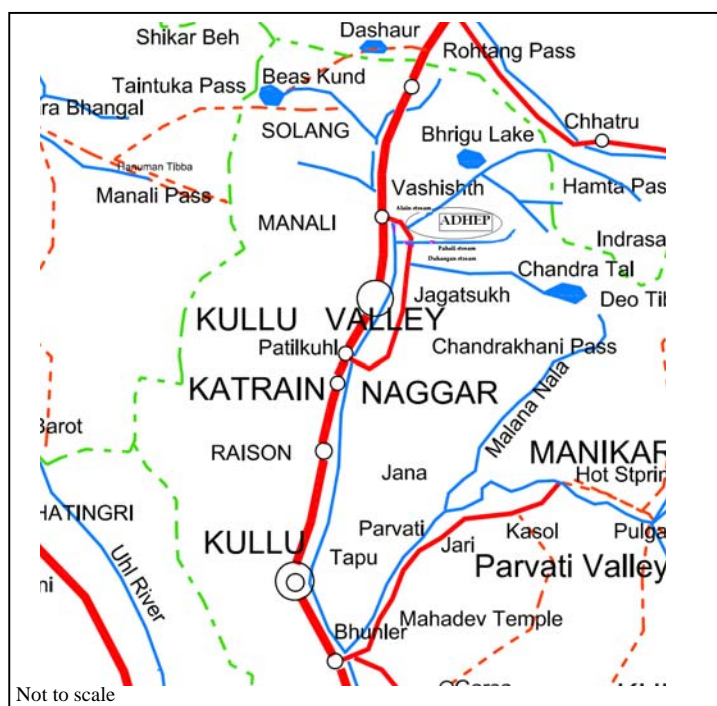 Dashaur
Shikar Beh
Rohtang Pass
Taintuka Pass
Beas Kund
ara Bhangal
Chhatru
SOLANG
Bhrigu Lake
Hanuman Tibba
Manali Pass
Vashishth
Hamta Pas
Alain stream
MANALI
ADHEP
Indrasa
Pahali stream
Duhangan stream
Chandra Tal
Jagatsukh
Deo Tib
KULLU VALLEY
Patilkuhl
Chandrakhani Pass
KATRAIN
NAGGAR
Malana Nala
Barot
RAISON
MANIKAR
Jana
Hot Stprin
HATINGRI
Parvati
Kasol
Pulga
KULLU
Tapu
Jari
Parvati Valley
Uhl River
ni
Mahadev Temple
Bhunler
Not to scale